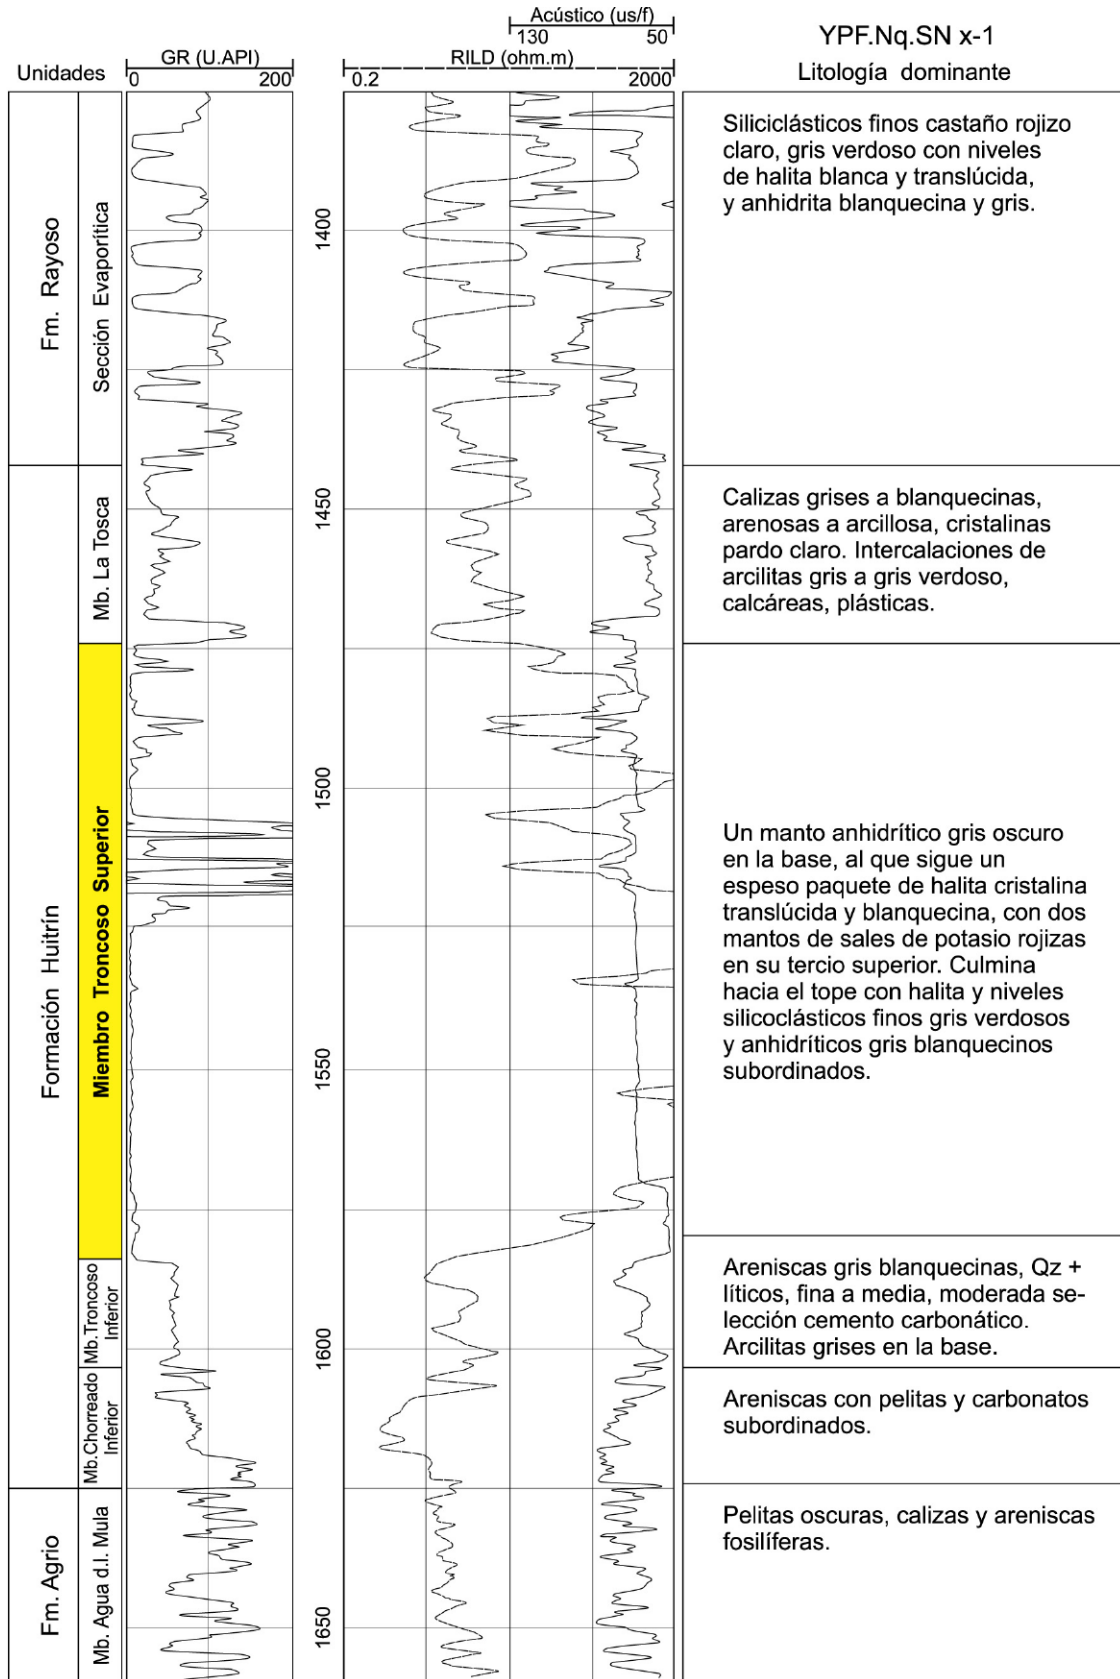 Acústico (us/f)
130 50
YPF.Nq.SN x-1
GR (U.API)
RILD (ohm.m)
Unidades
0 200
0.2 2000
Litología dominante
Fm. Rayoso
Sección Evaporítica
1400
Siliciclásticos finos castaño rojizo
claro, gris verdoso con niveles
de halita blanca y translúcida,
y anhidrita blanquecina y gris.
Formación Huitrín
Mb. La Tosca
1450
Calizas grises a blanquecinas,
arenosas a arcillosa, cristalinas
pardo claro. Intercalaciones de
arcilitas gris a gris verdoso,
calcáreas, plásticas.
Miembro Troncoso Superior
1500
1550
Un manto anhidrítico gris oscuro
en la base, al que sigue un
espeso paquete de halita cristalina
translúcida y blanquecina, con dos
mantos de sales de potasio rojizas
en su tercio superior. Culmina
hacia el tope con halita y niveles
silicoclásticos finos gris verdosos
y anhidríticos gris blanquecinos
subordinados.
Mb.Troncoso
Inferior
1600
Areniscas gris blanquecinas, Qz +
líticos, fina a media, moderada se-
lección cemento carbonático.
Arcilitas grises en la base.
Mb.Chorreado
Inferior
Areniscas con pelitas y carbonatos
subordinados.
Fm. Agrio
Mb. Agua d.l. Mula
1650
Pelitas oscuras, calizas y areniscas
fosilíferas.